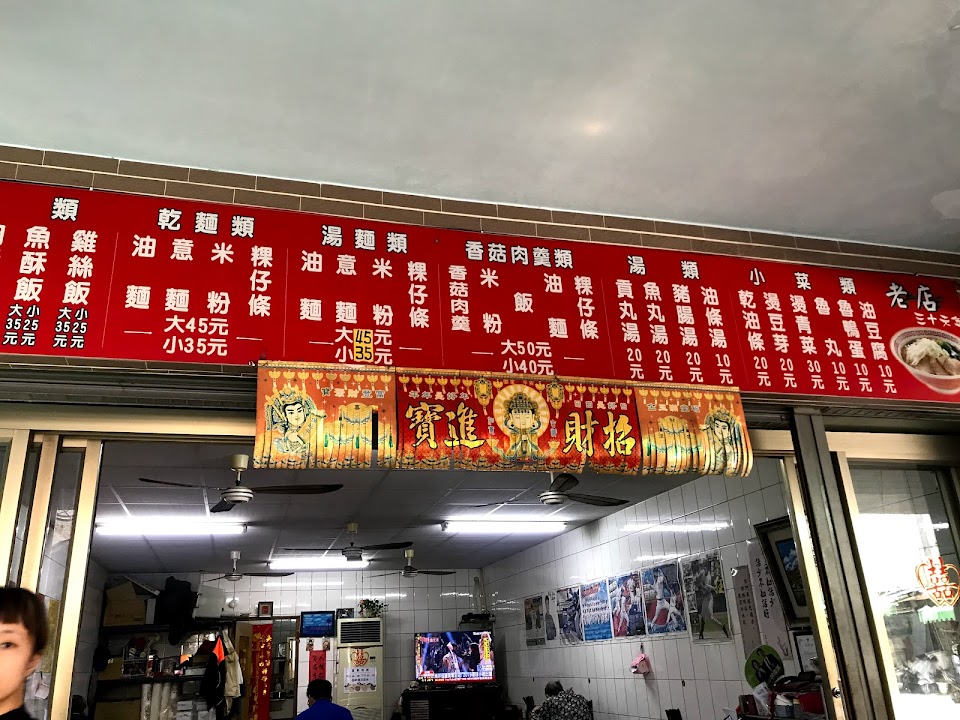 類
魚酥飯 大35元 小25元
雞絲飯 大35元 小25元
乾麵類
油麵
意麵
米粉
粿仔條
大45元
小35元
湯麵類
油麵
意麵
米粉
粿仔條
大45元
小35元
香菇肉羹類
香菇肉羹
米粉
飯
油麵
粿仔條
大50元
小40元
湯類
貢丸湯 20元
魚丸湯 20元
豬腸湯 20元
油條湯 10元
小菜類
乾油條 20元
燙豆芽 20元
燙青菜 30元
魯丸 10元
魯鴨蛋 10元
油豆腐 10元
老店
財招
寶進
囍